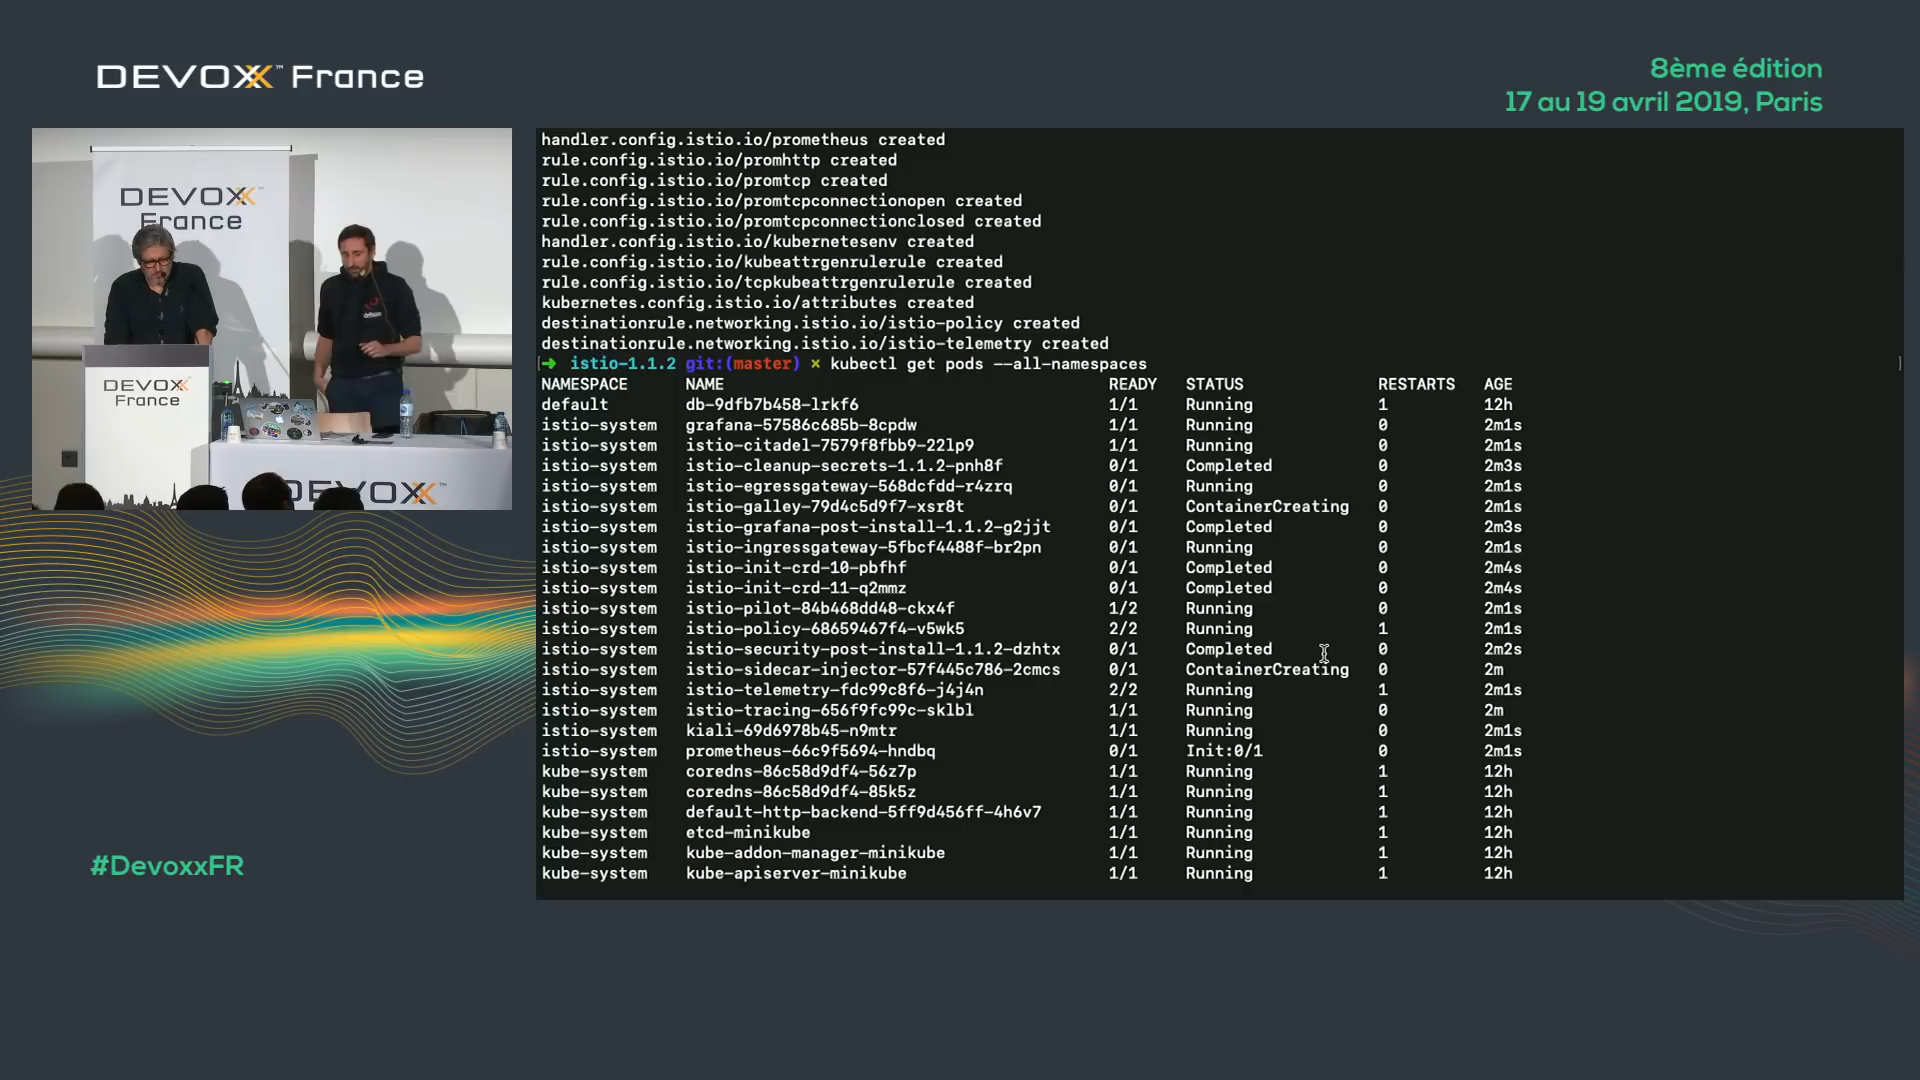 DEVOXX™ France
8ème édition
17 au 19 avril 2019, Paris
DEVOXX™
France
DEVOXX™
France
DEVOXX™
#DevoxxFR
handler.config.istio.io/prometheus created
rule.config.istio.io/promhttp created
rule.config.istio.io/promtcp created
rule.config.istio.io/promtcpconnectionopen created
rule.config.istio.io/promtcpconnectionclosed created
handler.config.istio.io/kubernetesenv created
rule.config.istio.io/kubeattrgenrulerule created
rule.config.istio.io/tcpkubeattrgenrulerule created
kubernetes.config.istio.io/attributes created
destinationrule.networking.istio.io/istio-policy created
destinationrule.networking.istio.io/istio-telemetry created
[➜ istio-1.1.2 git:(master) × kubectl get pods --all-namespaces ]
NAMESPACE NAME READY STATUS RESTARTS AGE
default db-9dfb7b458-lrkf6 1/1 Running 1 12h
istio-system grafana-57586c685b-8cpdw 1/1 Running 0 2m1s
istio-system istio-citadel-7579f8fbb9-22lp9 1/1 Running 0 2m1s
istio-system istio-cleanup-secrets-1.1.2-pnh8f 0/1 Completed 0 2m3s
istio-system istio-egressgateway-568dcfdd-r4zrq 0/1 Running 0 2m1s
istio-system istio-galley-79d4c5d9f7-xsr8t 0/1 ContainerCreating 0 2m1s
istio-system istio-grafana-post-install-1.1.2-g2jjt 0/1 Completed 0 2m3s
istio-system istio-ingressgateway-5fbcf4488f-br2pn 0/1 Running 0 2m1s
istio-system istio-init-crd-10-pbfhf 0/1 Completed 0 2m4s
istio-system istio-init-crd-11-q2mmz 0/1 Completed 0 2m4s
istio-system istio-pilot-84b468dd48-ckx4f 1/2 Running 0 2m1s
istio-system istio-policy-68659467f4-v5wk5 2/2 Running 1 2m1s
istio-system istio-security-post-install-1.1.2-dzhtx 0/1 Completed 0 2m2s
istio-system istio-sidecar-injector-57f445c786-2cmcs 0/1 ContainerCreating 0 2m
istio-system istio-telemetry-fdc99c8f6-j4j4n 2/2 Running 1 2m1s
istio-system istio-tracing-656f9fc99c-sklbl 1/1 Running 0 2m
istio-system kiali-69d6978b45-n9mtr 1/1 Running 0 2m1s
istio-system prometheus-66c9f5694-hndbq 0/1 Init:0/1 0 2m1s
kube-system coredns-86c58d9df4-56z7p 1/1 Running 1 12h
kube-system coredns-86c58d9df4-85k5z 1/1 Running 1 12h
kube-system default-http-backend-5ff9d456ff-4h6v7 1/1 Running 1 12h
kube-system etcd-minikube 1/1 Running 1 12h
kube-system kube-addon-manager-minikube 1/1 Running 1 12h
kube-system kube-apiserver-minikube 1/1 Running 1 12h